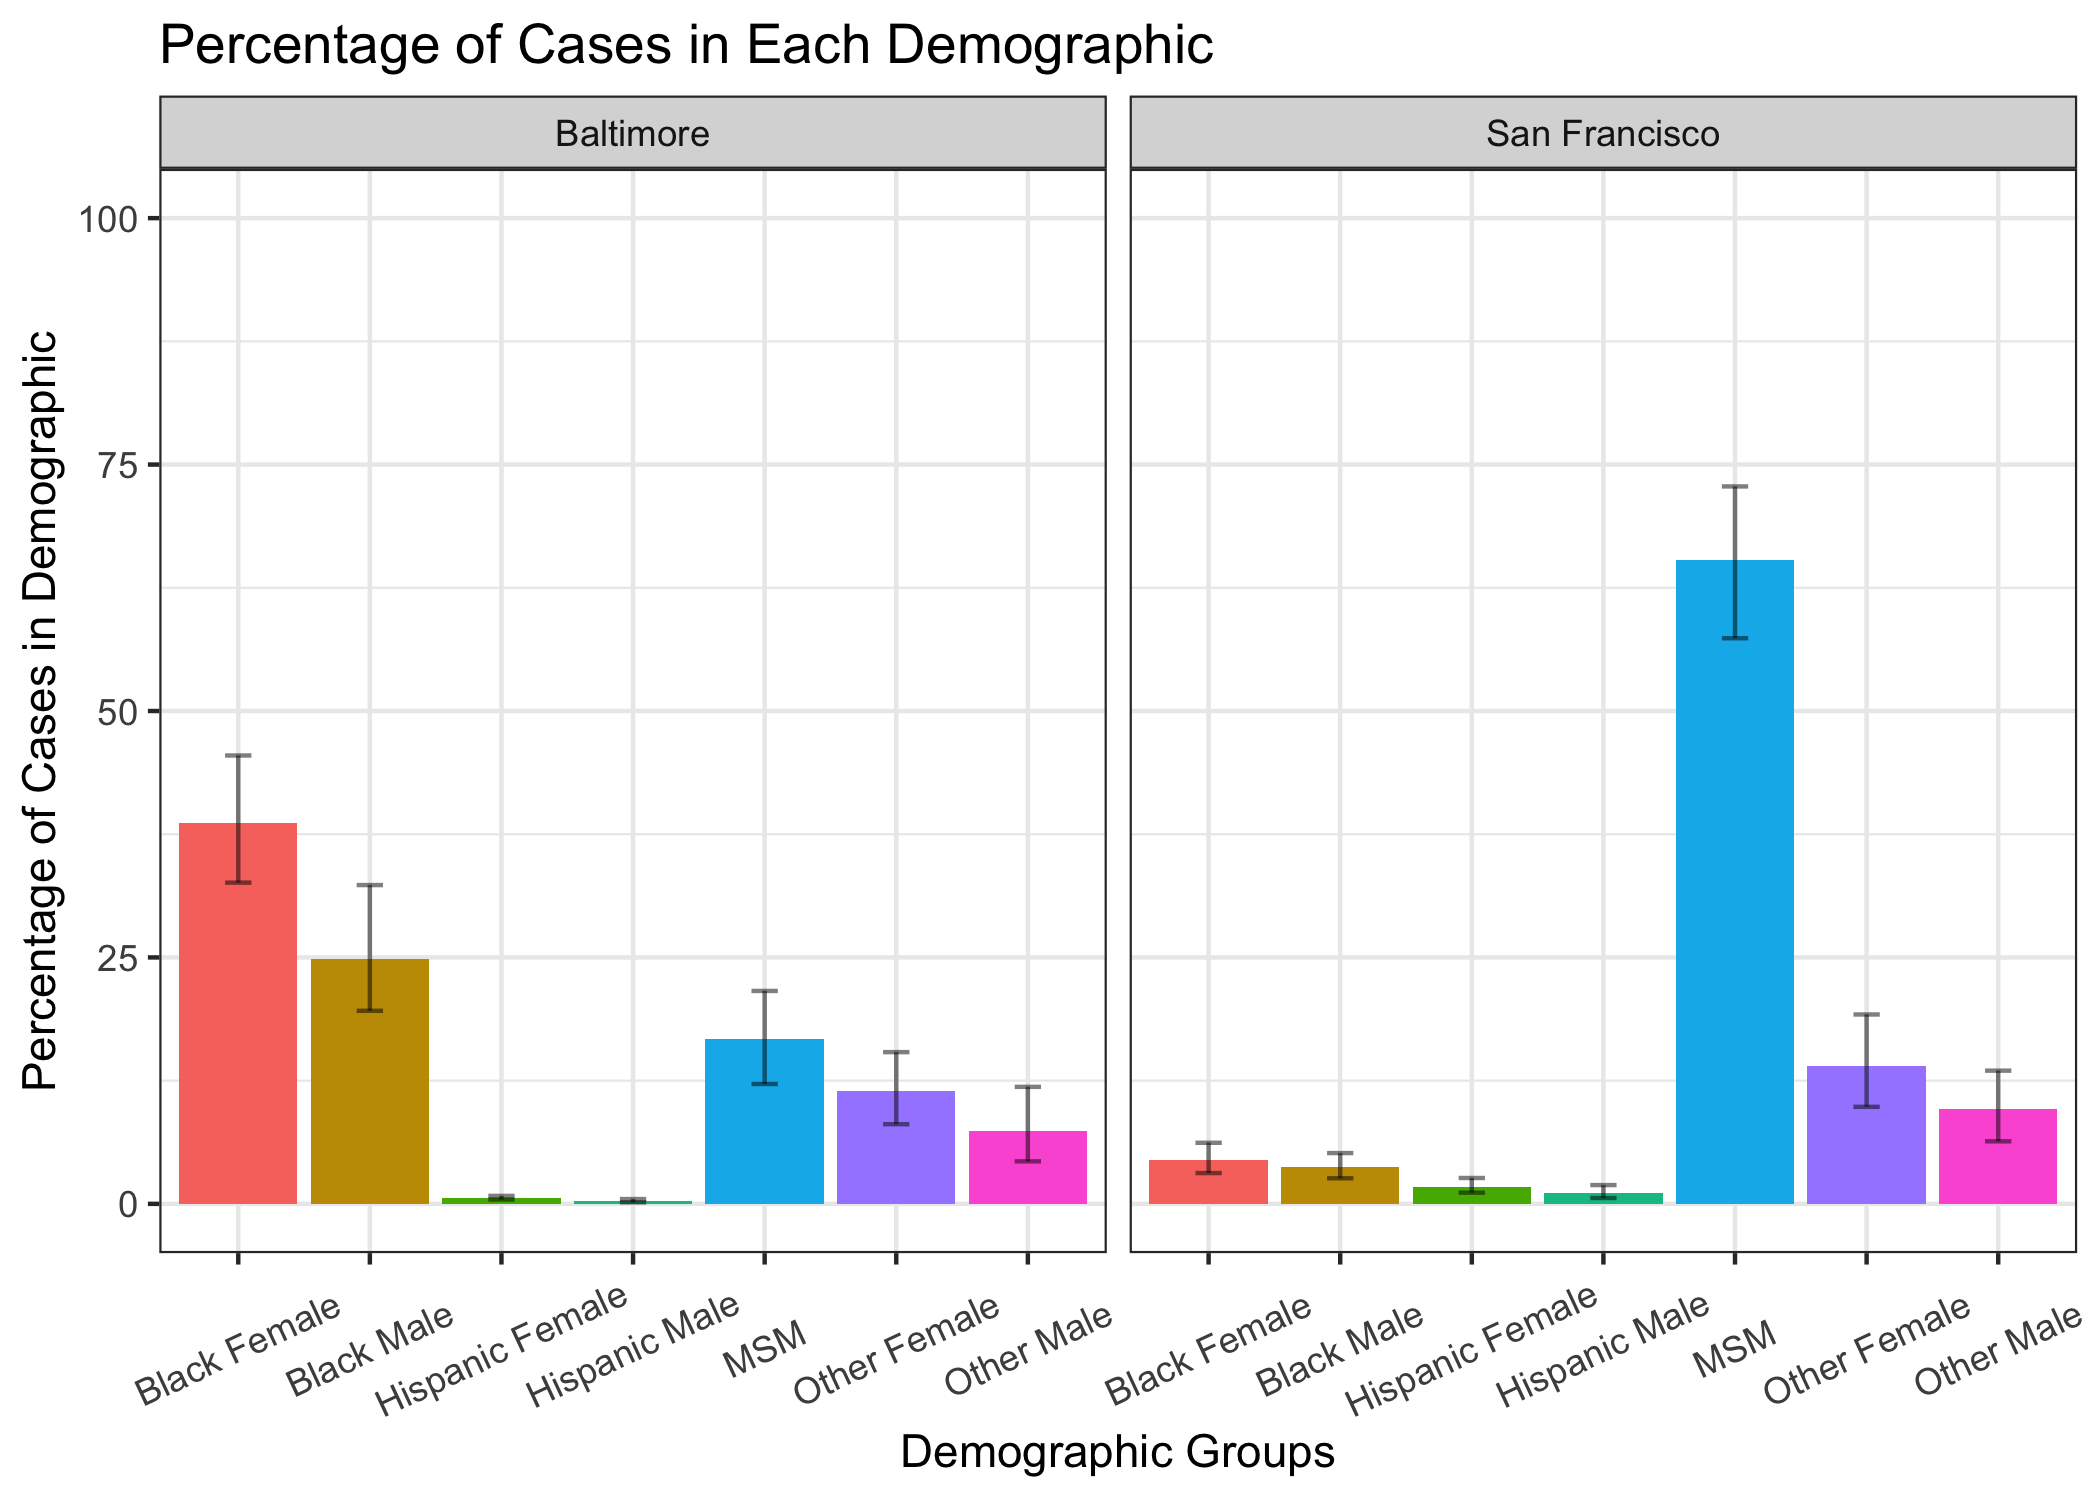 Percentage of Cases in Each Demographic
Baltimore
San Francisco
Percentage of Cases in Demographic
100
75
50
25
0
Black Female
Black Male
Hispanic Female
Hispanic Male
MSM
Other Female
Other Male
Black Female
Black Male
Hispanic Female
Hispanic Male
MSM
Other Female
Other Male
Demographic Groups